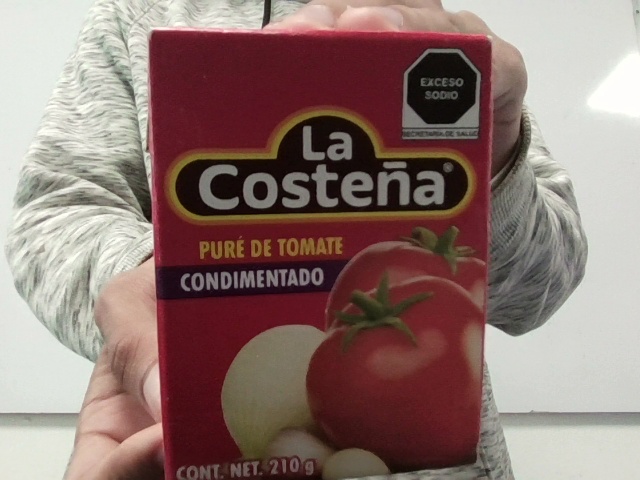 EXCESO
SODIO
SECRETARÍA DE SALUD
La
Costeña®
PURÉ DE TOMATE
CONDIMENTADO
CONT. NET. 210 g